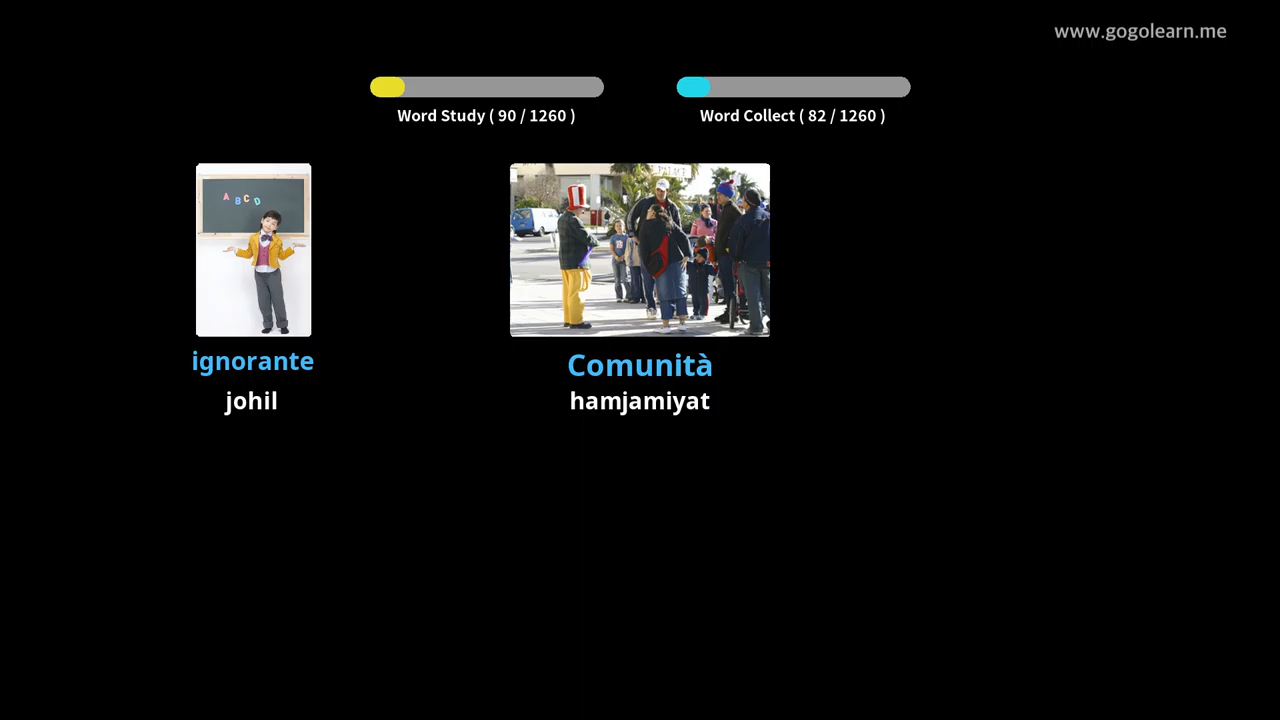 www.gogolearn.me
Word Study ( 90 / 1260 )
Word Collect ( 82 / 1260 )
A B C D
ignorante
johil
Comunità
hamjamiyat